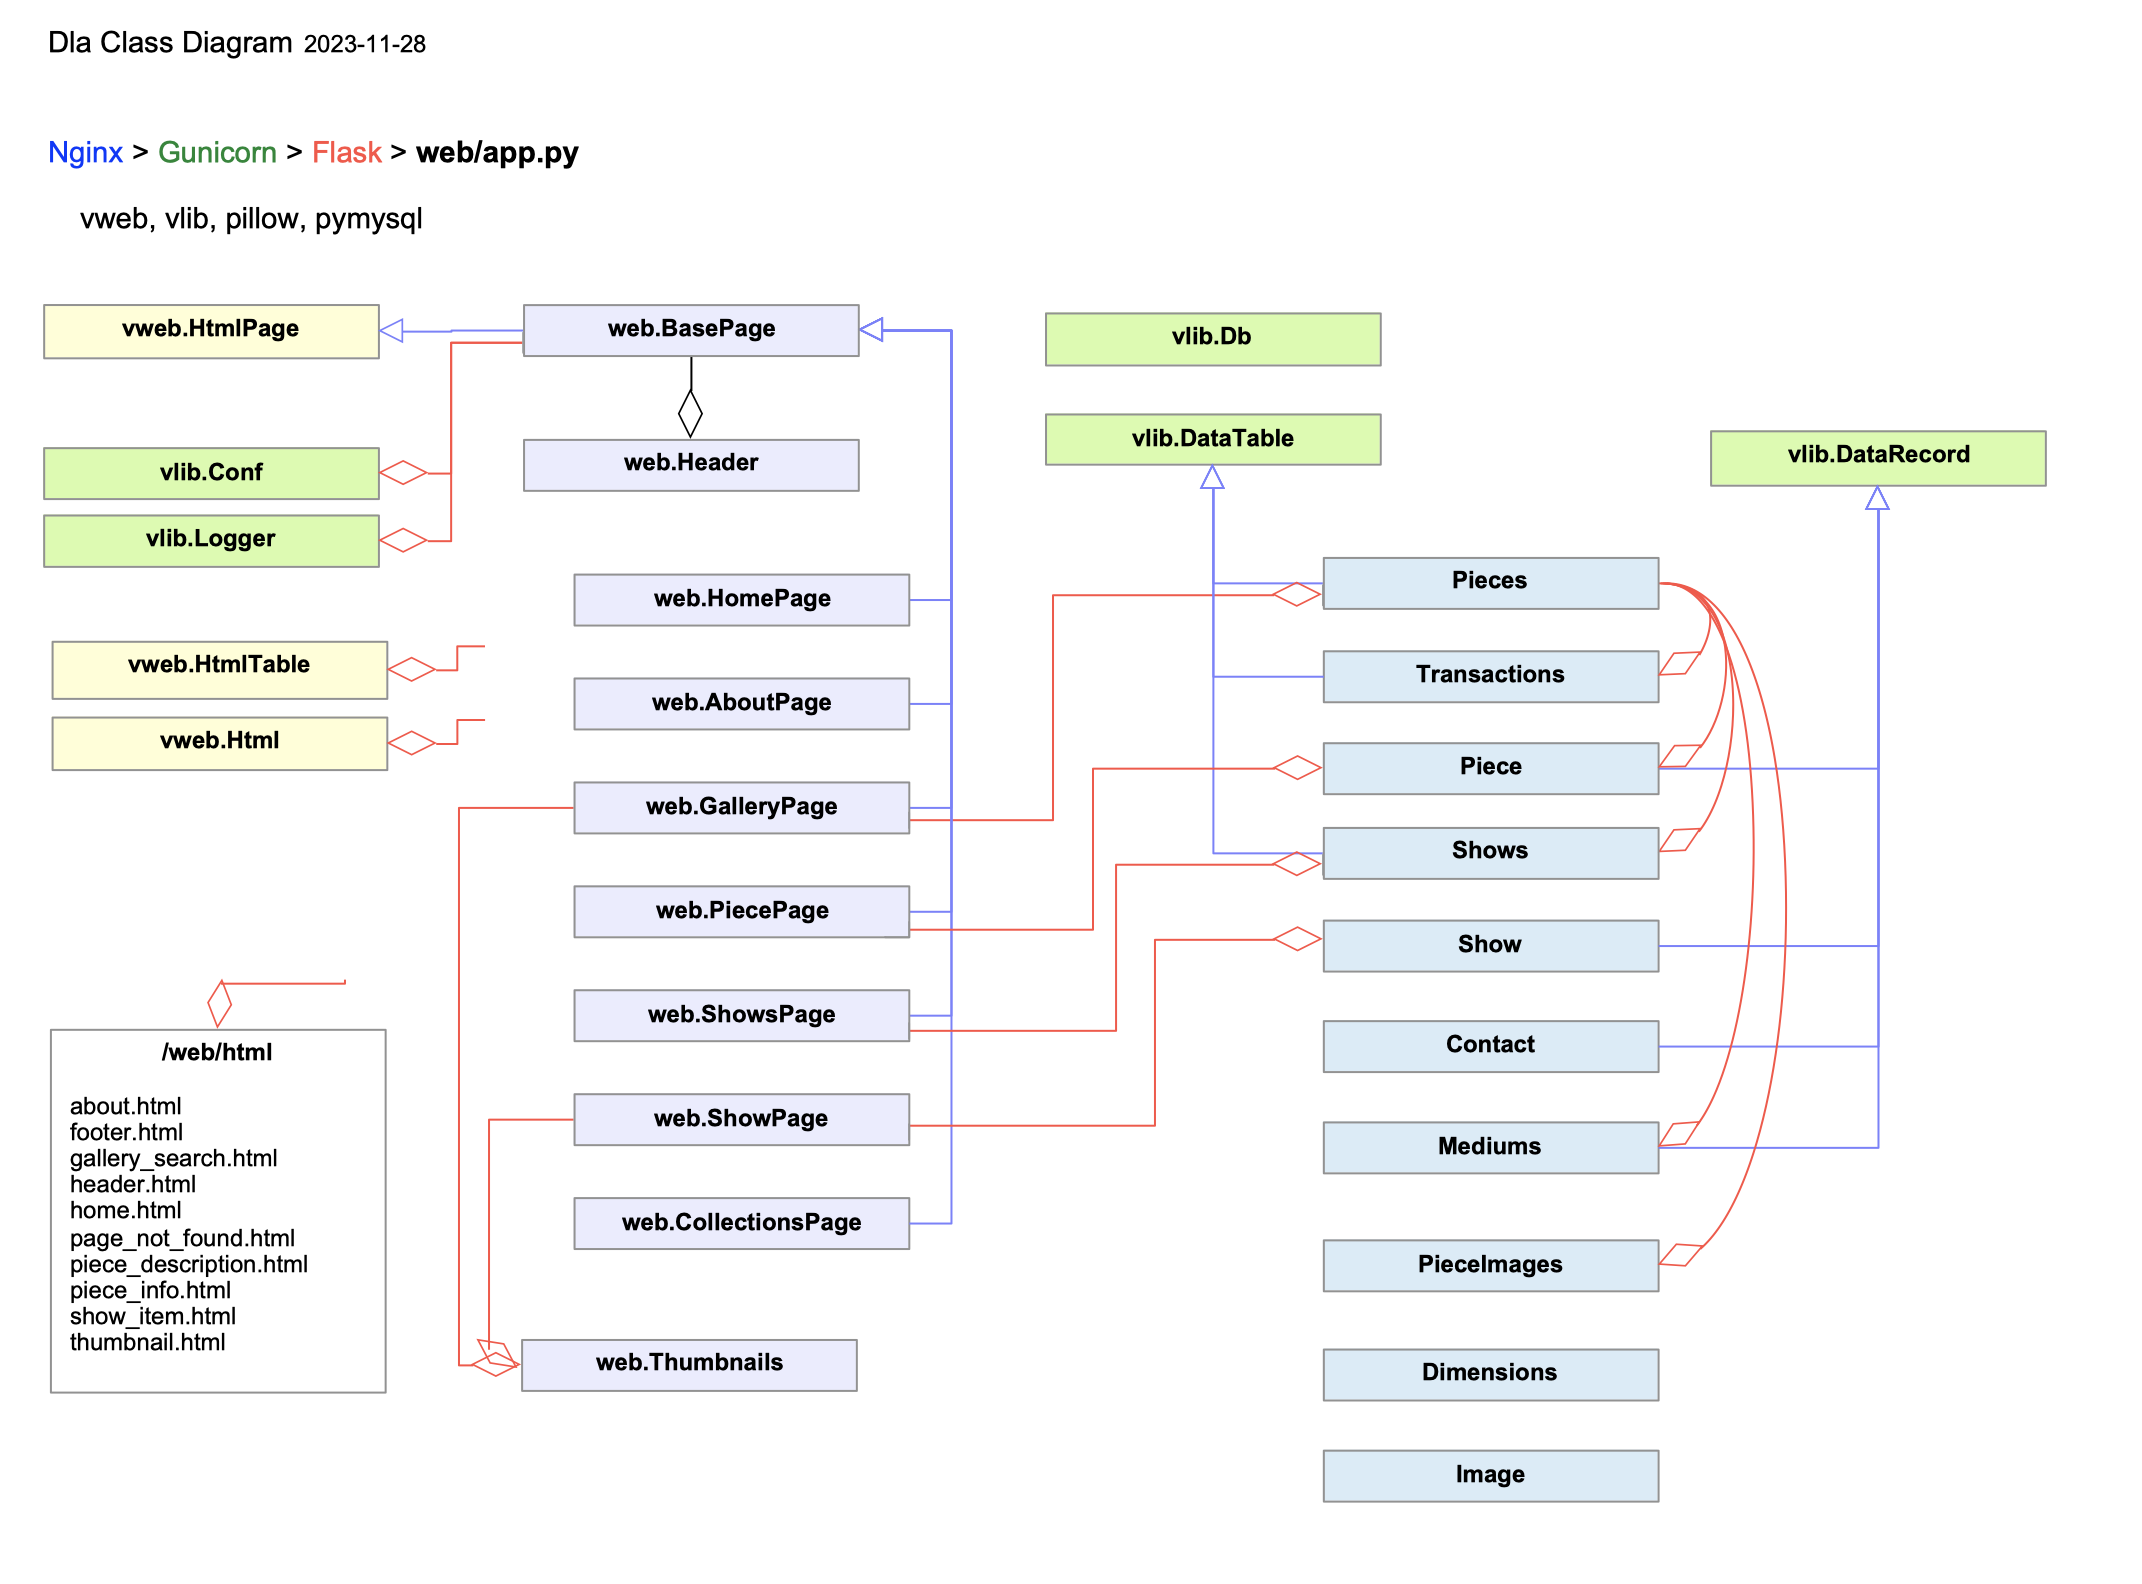 Dla Class Diagram 2023-11-28
Nginx > Gunicorn > Flask > web/app.py
vweb, vlib, pillow, pymysql
vweb.HtmlPage
web.BasePage
vlib.Db
vlib.DataTable
vlib.DataRecord
vlib.Conf
web.Header
vlib.Logger
vweb.HtmlTable
vweb.Html
web.HomePage
web.AboutPage
web.GalleryPage
web.PiecePage
web.ShowsPage
web.ShowPage
web.CollectionsPage
web.Thumbnails
Pieces
Transactions
Piece
Shows
Show
Contact
Mediums
PieceImages
Dimensions
Image
/web/html
about.html
footer.html
gallery_search.html
header.html
home.html
page_not_found.html
piece_description.html
piece_info.html
show_item.html
thumbnail.html